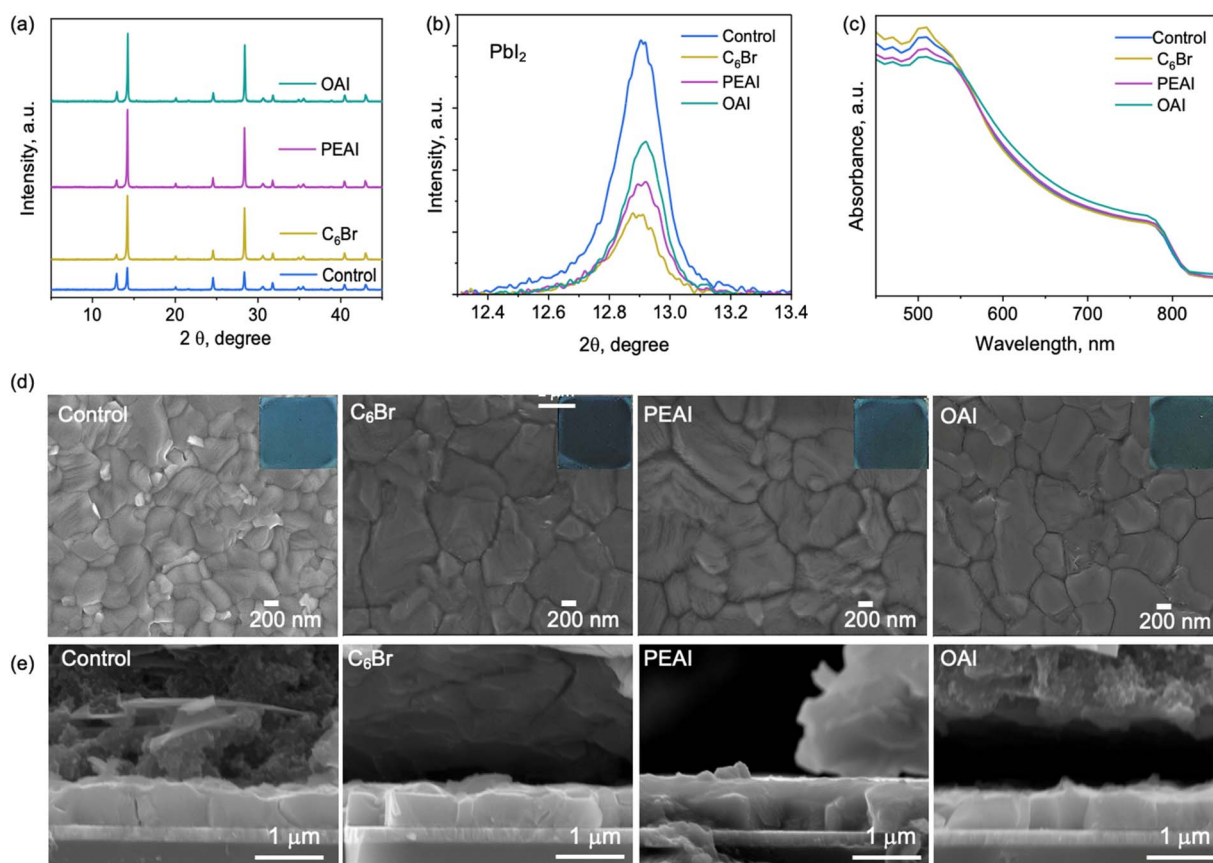 (a)
OAI
PEAI
C₆Br
Control
Intensity, a.u.
10 20 30 40
2 θ, degree
(b)
PbI₂
Control
C₆Br
PEAI
OAI
Intensity, a.u.
12.4 12.6 12.8 13.0 13.2 13.4
2θ, degree
(c)
Control
C₆Br
PEAI
OAI
Absorbance, a.u.
500 600 700 800
Wavelength, nm
(d)
Control
C₆Br
PEAI
OAI
200 nm
200 nm
200 nm
200 nm
(e)
Control
C₆Br
PEAI
OAI
1 μm
1 μm
1 μm
1 μm